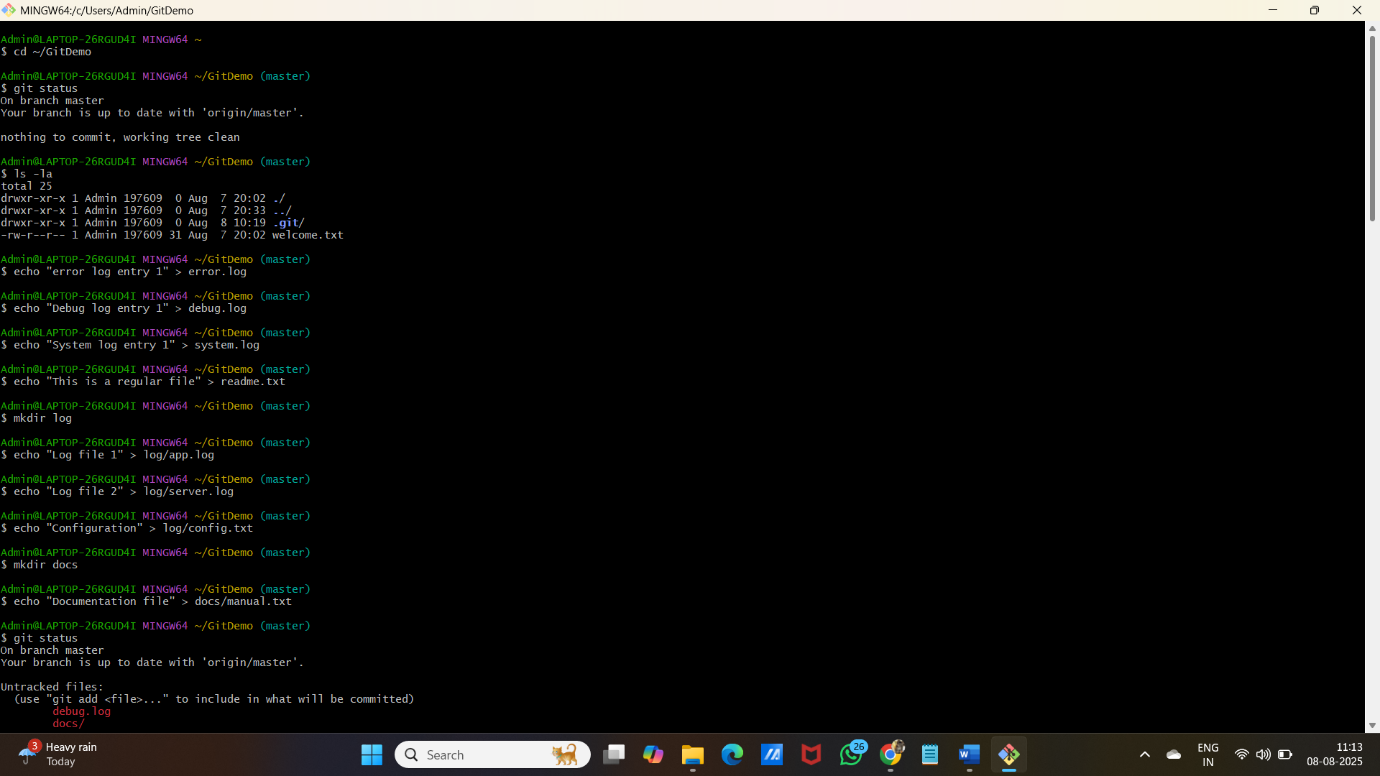 MINGW64:/c/Users/Admin/GitDemo
Admin@LAPTOP-26RGUD4I MINGW64 ~
$ cd ~/GitDemo
Admin@LAPTOP-26RGUD4I MINGW64 ~/GitDemo (master)
$ git status
On branch master
Your branch is up to date with 'origin/master'.
nothing to commit, working tree clean
Admin@LAPTOP-26RGUD4I MINGW64 ~/GitDemo (master)
$ ls -la
total 25
drwxr-xr-x 1 Admin 197609  0 Aug  7 20:02 ./
drwxr-xr-x 1 Admin 197609  0 Aug  7 20:33 ../
drwxr-xr-x 1 Admin 197609  0 Aug  8 10:19 .git/
-rw-r--r-- 1 Admin 197609 31 Aug  7 20:02 welcome.txt
Admin@LAPTOP-26RGUD4I MINGW64 ~/GitDemo (master)
$ echo "error log entry 1" > error.log
Admin@LAPTOP-26RGUD4I MINGW64 ~/GitDemo (master)
$ echo "Debug log entry 1" > debug.log
Admin@LAPTOP-26RGUD4I MINGW64 ~/GitDemo (master)
$ echo "System log entry 1" > system.log
Admin@LAPTOP-26RGUD4I MINGW64 ~/GitDemo (master)
$ echo "This is a regular file" > readme.txt
Admin@LAPTOP-26RGUD4I MINGW64 ~/GitDemo (master)
$ mkdir log
Admin@LAPTOP-26RGUD4I MINGW64 ~/GitDemo (master)
$ echo "Log file 1" > log/app.log
Admin@LAPTOP-26RGUD4I MINGW64 ~/GitDemo (master)
$ echo "Log file 2" > log/server.log
Admin@LAPTOP-26RGUD4I MINGW64 ~/GitDemo (master)
$ echo "Configuration" > log/config.txt
Admin@LAPTOP-26RGUD4I MINGW64 ~/GitDemo (master)
$ mkdir docs
Admin@LAPTOP-26RGUD4I MINGW64 ~/GitDemo (master)
$ echo "Documentation file" > docs/manual.txt
Admin@LAPTOP-26RGUD4I MINGW64 ~/GitDemo (master)
$ git status
On branch master
Your branch is up to date with 'origin/master'.
Untracked files:
  (use "git add <file>..." to include in what will be committed)
        debug.log
        docs/
3
Heavy rain
Today
Search
26
W
ENG
IN
11:13
08-08-2025